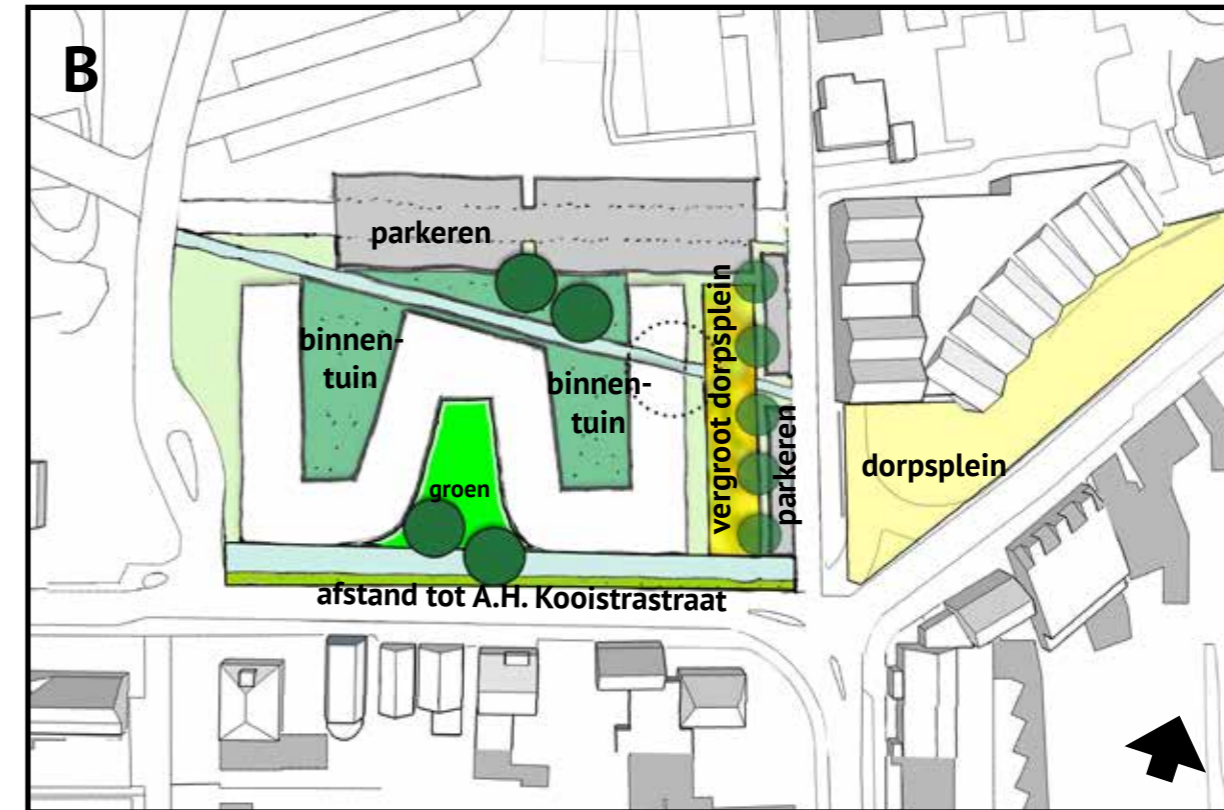 B
parkeren
binnen-
tuin
binnen-
tuin
groen
vergroot dorpsplein
parkeren
dorpsplein
afstand tot A.H. Kooistrastraat